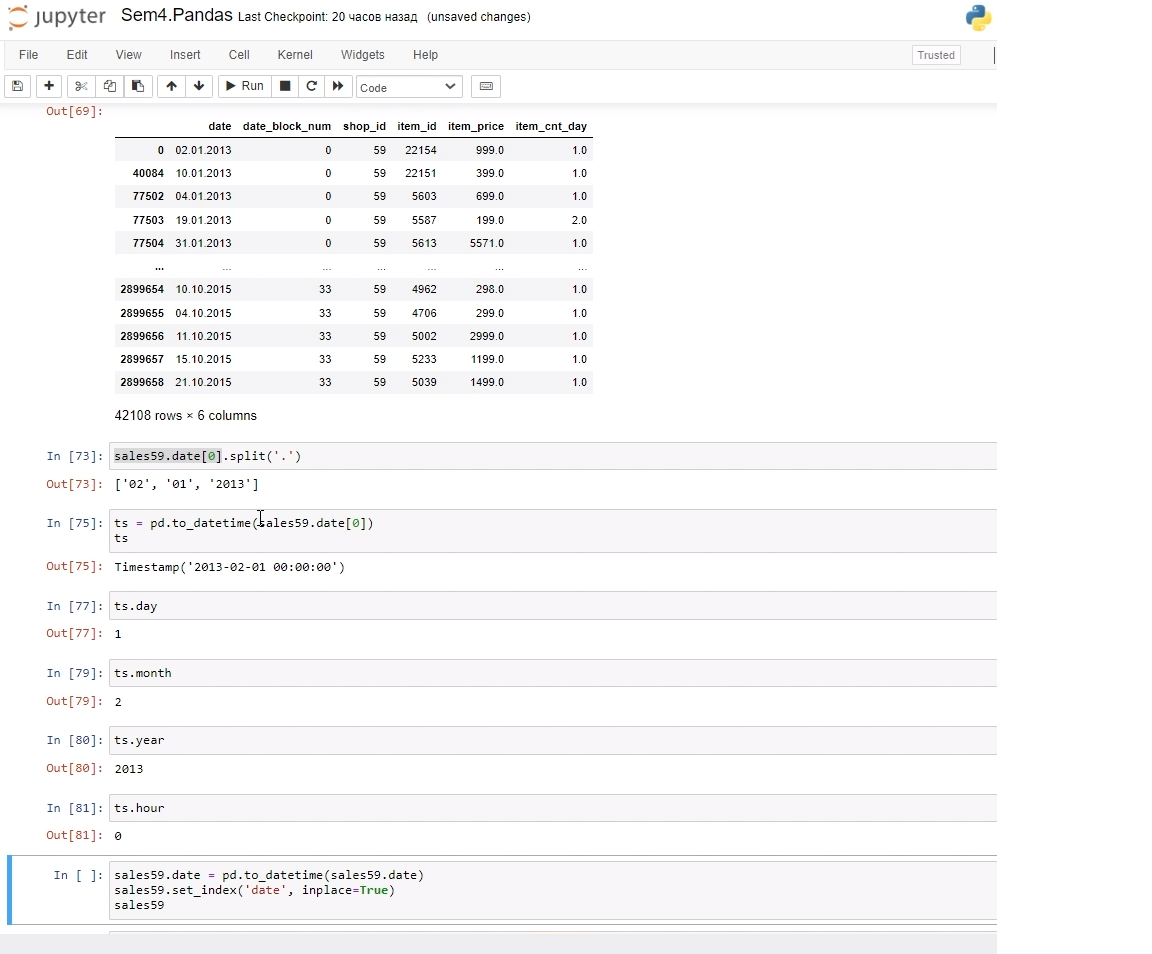 jupyter Sem4.Pandas Last Checkpoint: 20 часов назад (unsaved changes)
File Edit View Insert Cell Kernel Widgets Help Trusted
Run Code
Out[69]:
date date_block_num shop_id item_id item_price item_cnt_day
0 02.01.2013 0 59 22154 999.0 1.0
40084 10.01.2013 0 59 22151 399.0 1.0
77502 04.01.2013 0 59 5603 699.0 1.0
77503 19.01.2013 0 59 5587 199.0 2.0
77504 31.01.2013 0 59 5613 5571.0 1.0
... ... ... ... ... ... ...
2899654 10.10.2015 33 59 4962 298.0 1.0
2899655 04.10.2015 33 59 4706 299.0 1.0
2899656 11.10.2015 33 59 5002 2999.0 1.0
2899657 15.10.2015 33 59 5233 1199.0 1.0
2899658 21.10.2015 33 59 5039 1499.0 1.0
42108 rows × 6 columns
In [73]: sales59.date[0].split('.')
Out[73]: ['02', '01', '2013']
In [75]: ts = pd.to_datetime(sales59.date[0])
ts
Out[75]: Timestamp('2013-02-01 00:00:00')
In [77]: ts.day
Out[77]: 1
In [79]: ts.month
Out[79]: 2
In [80]: ts.year
Out[80]: 2013
In [81]: ts.hour
Out[81]: 0
In [ ]: sales59.date = pd.to_datetime(sales59.date)
sales59.set_index('date', inplace=True)
sales59